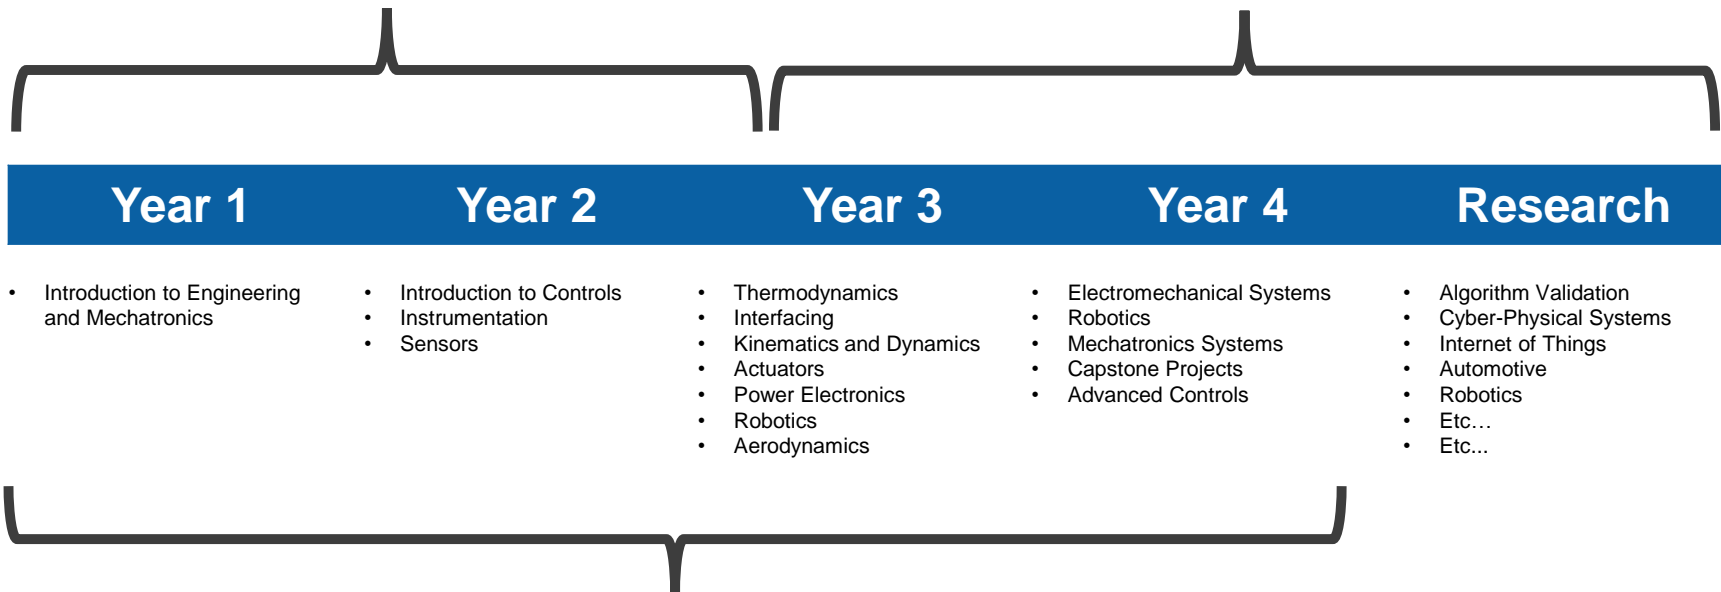 Year 1
Year 2
Year 3
Year 4
Research
• Introduction to Engineering
and Mechatronics
• Introduction to Controls
• Instrumentation
• Sensors
• Thermodynamics
• Interfacing
• Kinematics and Dynamics
• Actuators
• Power Electronics
• Robotics
• Aerodynamics
• Electromechanical Systems
• Robotics
• Mechatronics Systems
• Capstone Projects
• Advanced Controls
• Algorithm Validation
• Cyber-Physical Systems
• Internet of Things
• Automotive
• Robotics
• Etc…
• Etc...